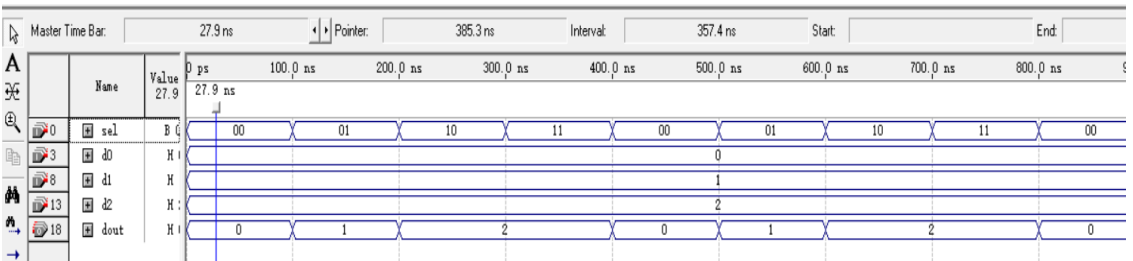 Master Time Bar: 27.9 ns Pointer: 385.3 ns Interval: 357.4 ns Start: End:
A Name Value 27.9 0 ps 100.0 ns 200.0 ns 300.0 ns 400.0 ns 500.0 ns 600.0 ns 700.0 ns 800.0 ns
27.9 ns
0 sel B 00 01 10 11 00 01 10 11 00
3 d0 H 0
8 d1 H 1
13 d2 H 2
18 dout H 0 1 2 0 1 2 0